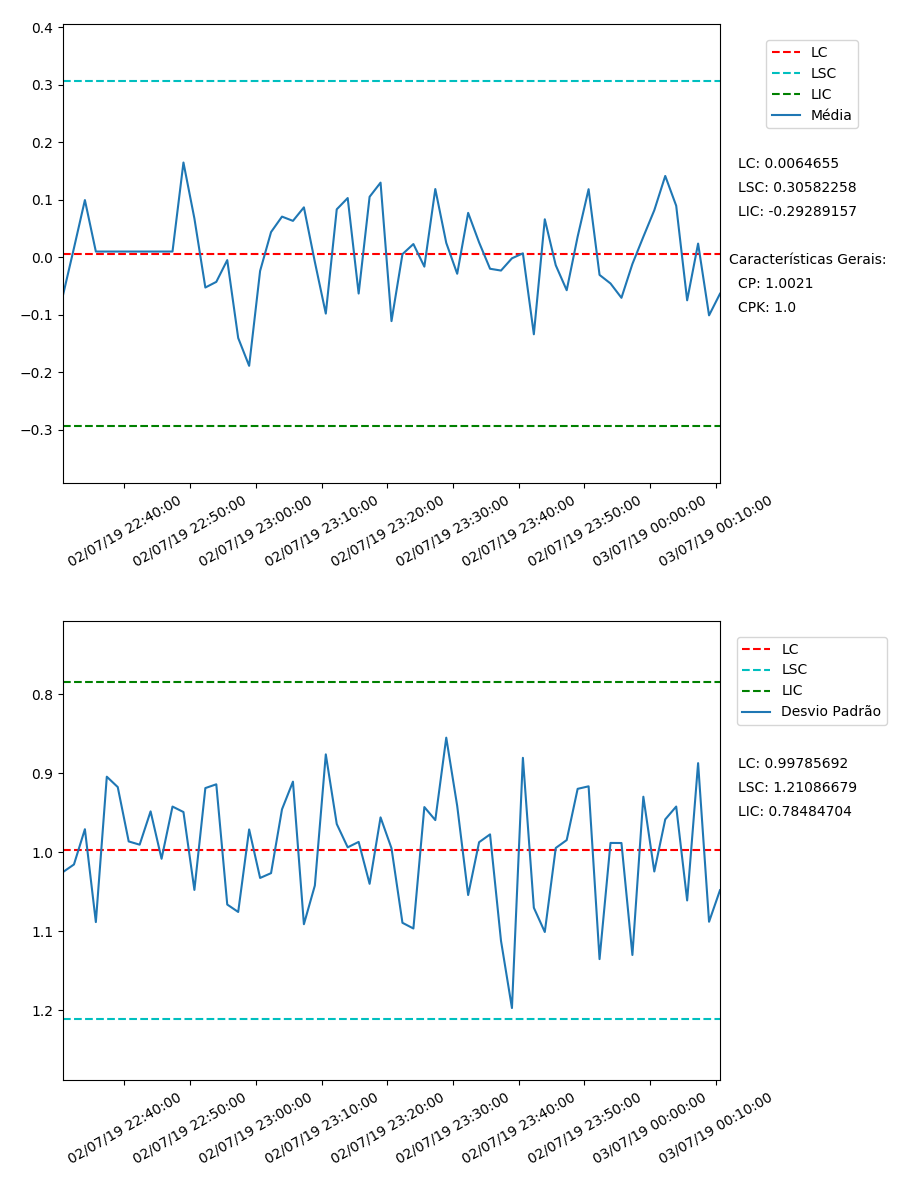 0.4
0.3
0.2
0.1
0.0
−0.1
−0.2
−0.3
02/07/19 22:40:00
02/07/19 22:50:00
02/07/19 23:00:00
02/07/19 23:10:00
02/07/19 23:20:00
02/07/19 23:30:00
02/07/19 23:40:00
02/07/19 23:50:00
03/07/19 00:00:00
03/07/19 00:10:00
LC
LSC
LIC
Média
LC: 0.0064655
LSC: 0.30582258
LIC: -0.29289157
Características Gerais:
CP: 1.0021
CPK: 1.0
0.8
0.9
1.0
1.1
1.2
02/07/19 22:40:00
02/07/19 22:50:00
02/07/19 23:00:00
02/07/19 23:10:00
02/07/19 23:20:00
02/07/19 23:30:00
02/07/19 23:40:00
02/07/19 23:50:00
03/07/19 00:00:00
03/07/19 00:10:00
LC
LSC
LIC
Desvio Padrão
LC: 0.99785692
LSC: 1.21086679
LIC: 0.78484704